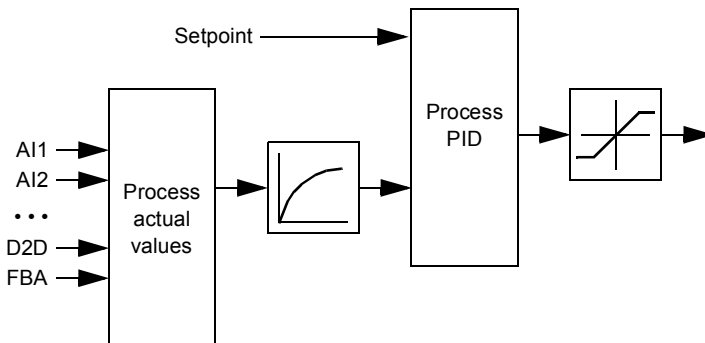 Setpoint
Process
PID
AI1
AI2
...
D2D
FBA
Process
actual
values